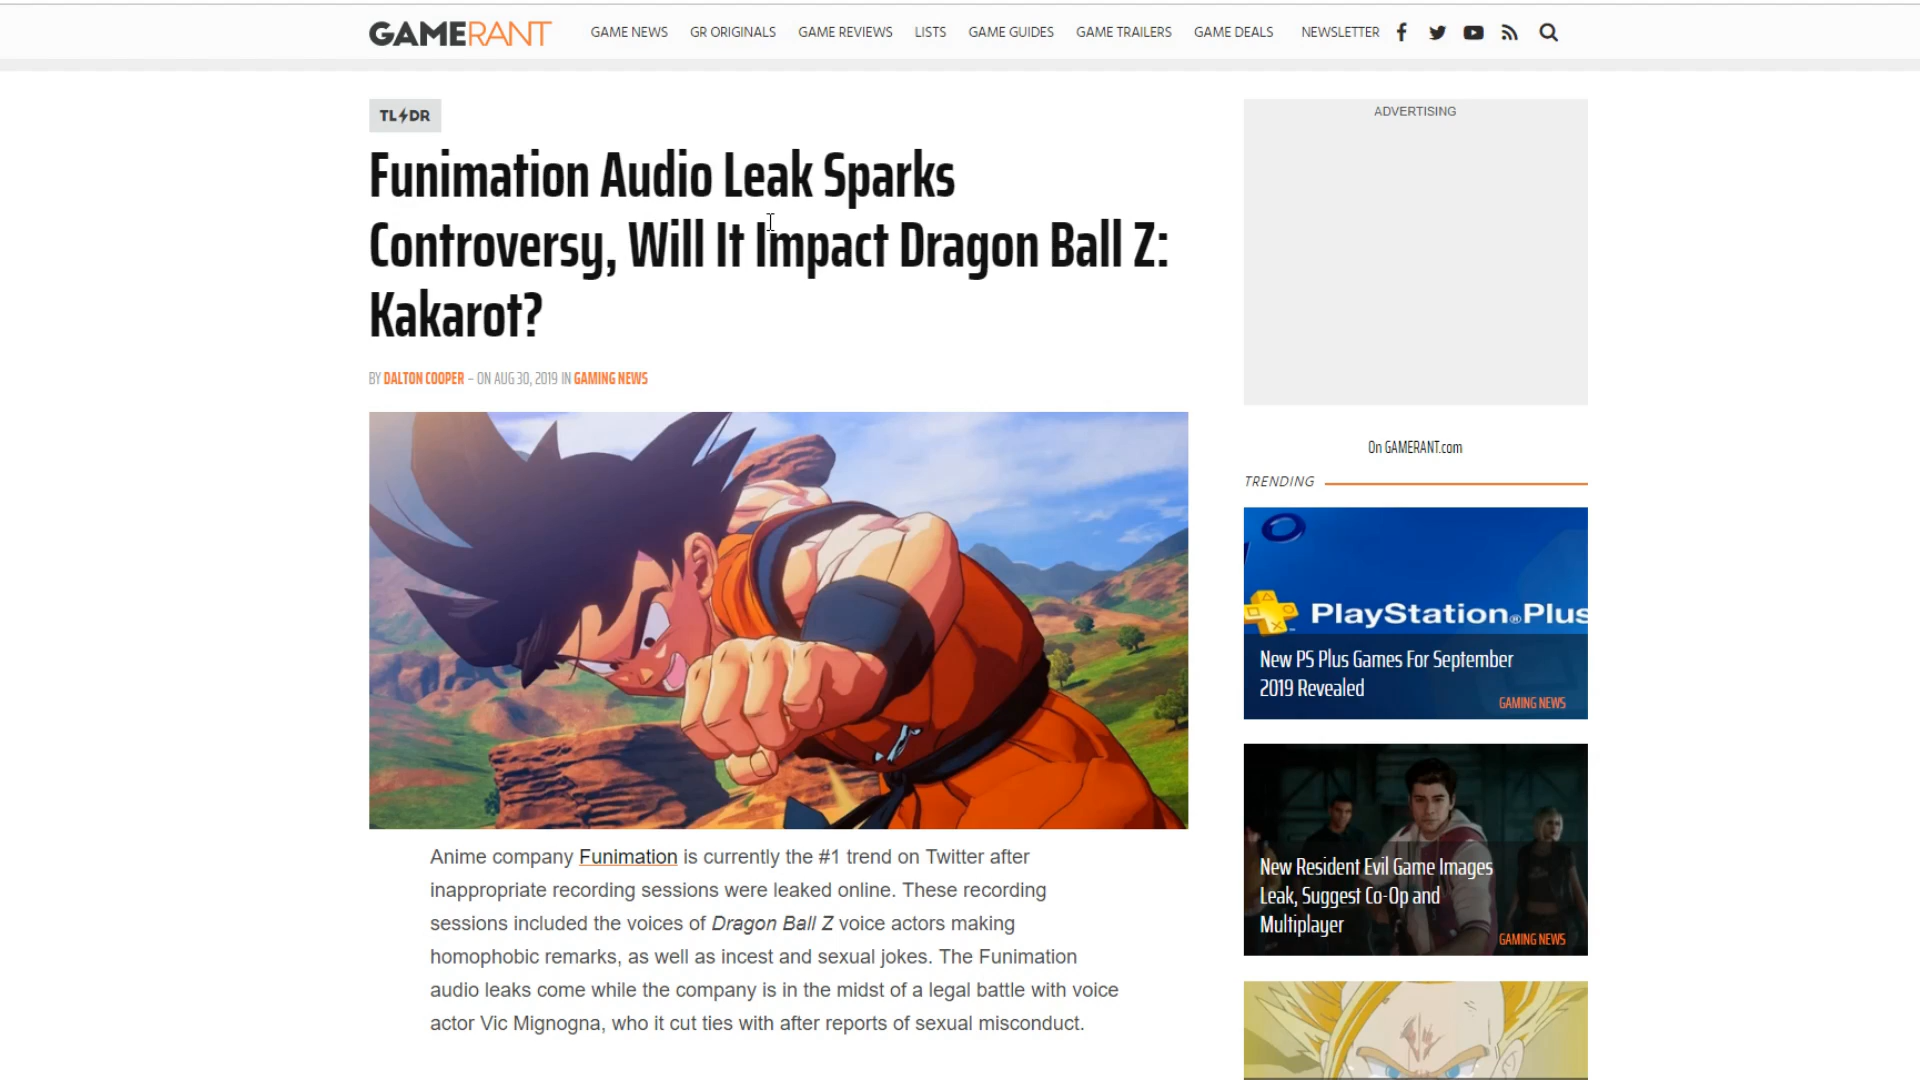 GAMERANT
GAME NEWS GR ORIGINALS GAME REVIEWS LISTS GAME GUIDES GAME TRAILERS GAME DEALS NEWSLETTER
TL DR
Funimation Audio Leak Sparks
Controversy, Will It Impact Dragon Ball Z:
Kakarot?
BY DALTON COOPER – ON AUG 30, 2019 IN GAMING NEWS
Anime company Funimation is currently the #1 trend on Twitter after
inappropriate recording sessions were leaked online. These recording
sessions included the voices of Dragon Ball Z voice actors making
homophobic remarks, as well as incest and sexual jokes. The Funimation
audio leaks come while the company is in the midst of a legal battle with voice
actor Vic Mignogna, who it cut ties with after reports of sexual misconduct.
ADVERTISING
On GAMERANT.com
TRENDING
PlayStation®Plus
New PS Plus Games For September
2019 Revealed
GAMING NEWS
New Resident Evil Game Images
Leak, Suggest Co-Op and
Multiplayer
GAMING NEWS